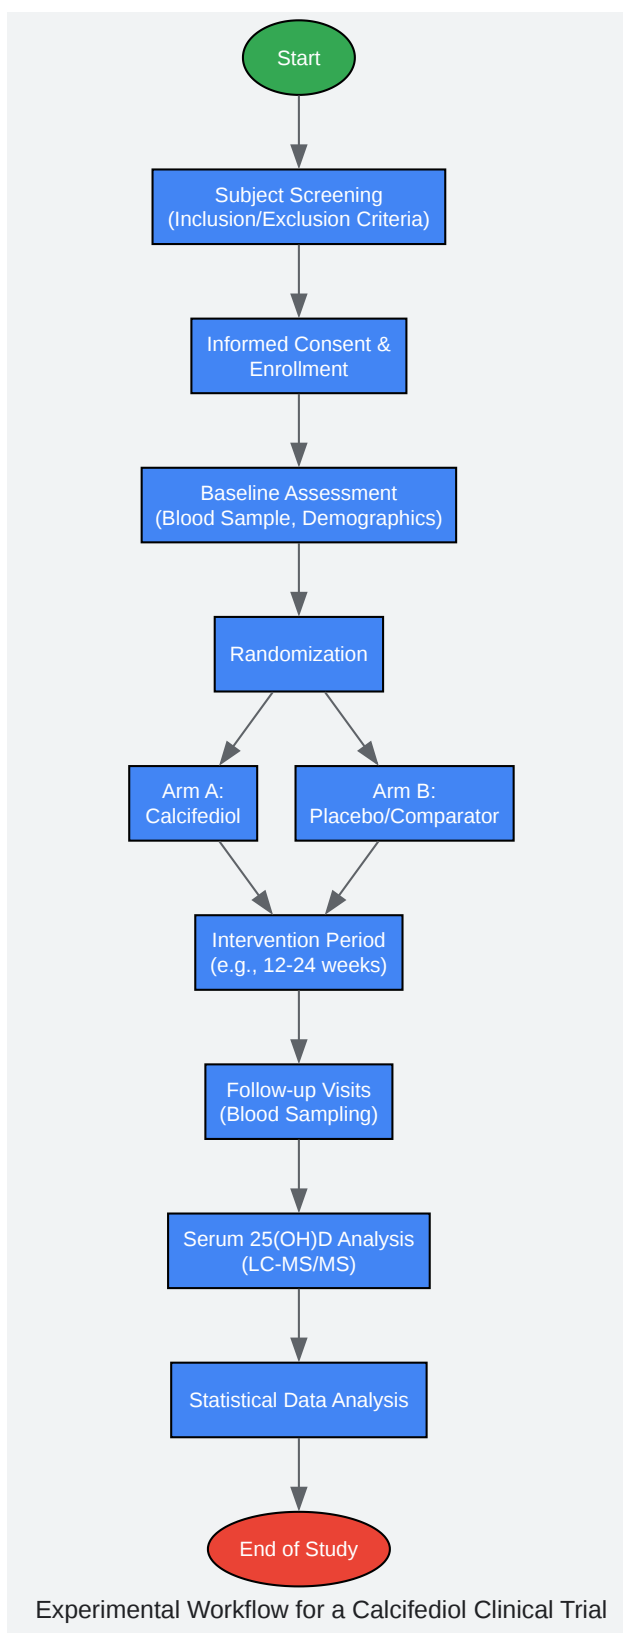 Start
Subject Screening
(Inclusion/Exclusion Criteria)
Informed Consent &
Enrollment
Baseline Assessment
(Blood Sample, Demographics)
Randomization
Arm A:
Calcifediol
Arm B:
Placebo/Comparator
Intervention Period
(e.g., 12-24 weeks)
Follow-up Visits
(Blood Sampling)
Serum 25(OH)D Analysis
(LC-MS/MS)
Statistical Data Analysis
End of Study
Experimental Workflow for a Calcifediol Clinical Trial